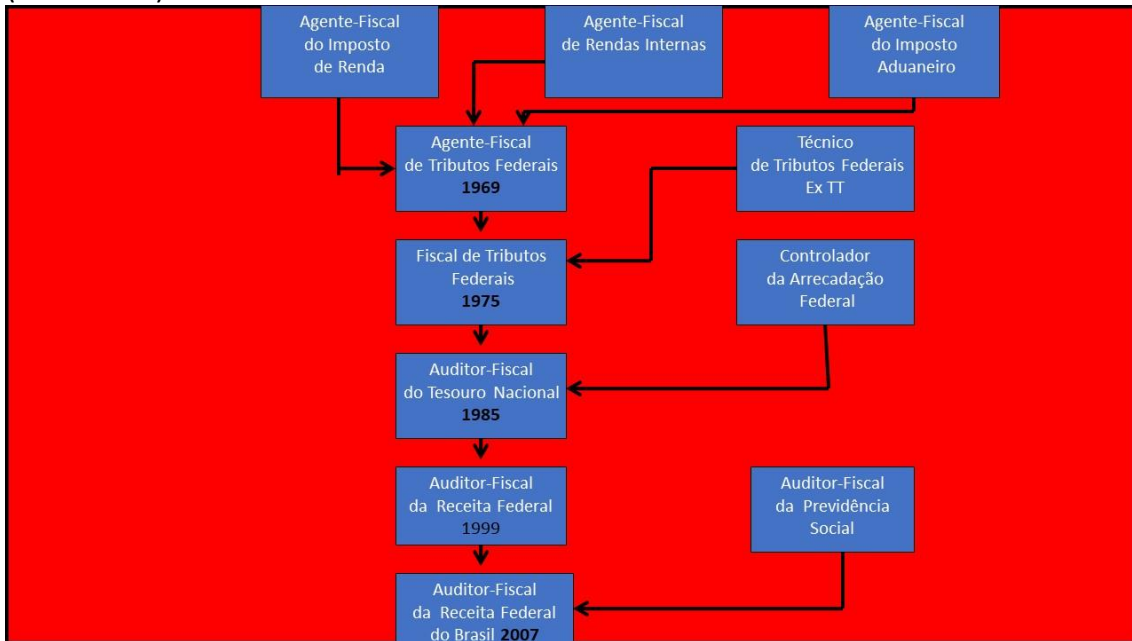 Agente-Fiscal
do Imposto
de Renda
Agente-Fiscal
de Rendas Internas
Agente-Fiscal
do Imposto
Aduaneiro
Agente-Fiscal
de Tributos Federais
1969
Técnico
de Tributos Federais
Ex TT
Fiscal de Tributos
Federais
1975
Controlador
da Arrecadação
Federal
Auditor-Fiscal
do Tesouro Nacional
1985
Auditor-Fiscal
da Receita Federal
1999
Auditor-Fiscal
da Previdência
Social
Auditor-Fiscal
da Receita Federal
do Brasil 2007